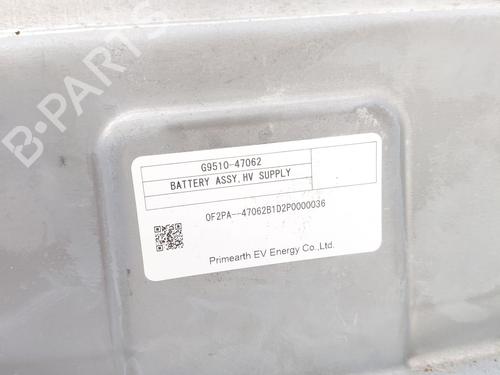 B-PARTS
G9510-47062
BATTERY ASSY,HV SUPPLY
0F2PA--47062B1D2P0000036
Primearth EV Energy Co.,Ltd.